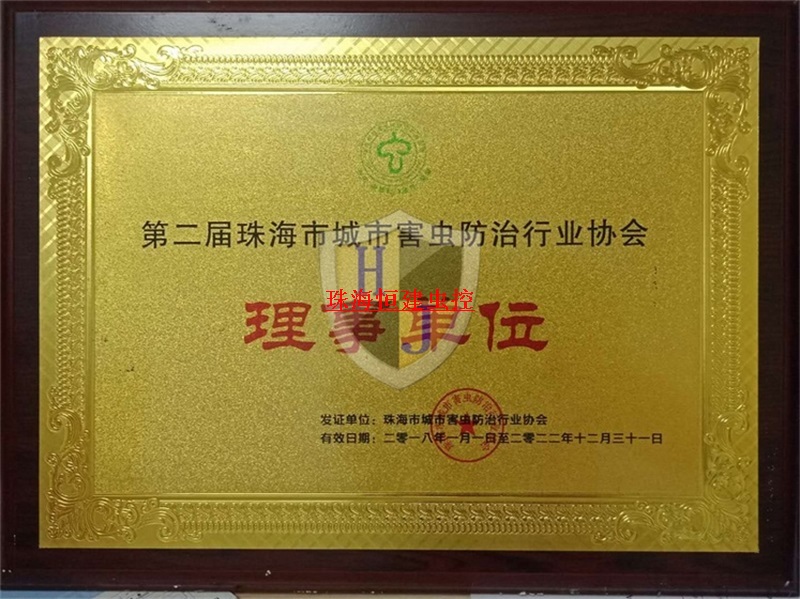 第二届珠海市城市害虫防治行业协会
H
珠海恒建虫控
理事单位
J
发证单位：珠海市城市害虫防治行业协会
有效日期：二零一八年一月一日至二零二二年十二月三十一日